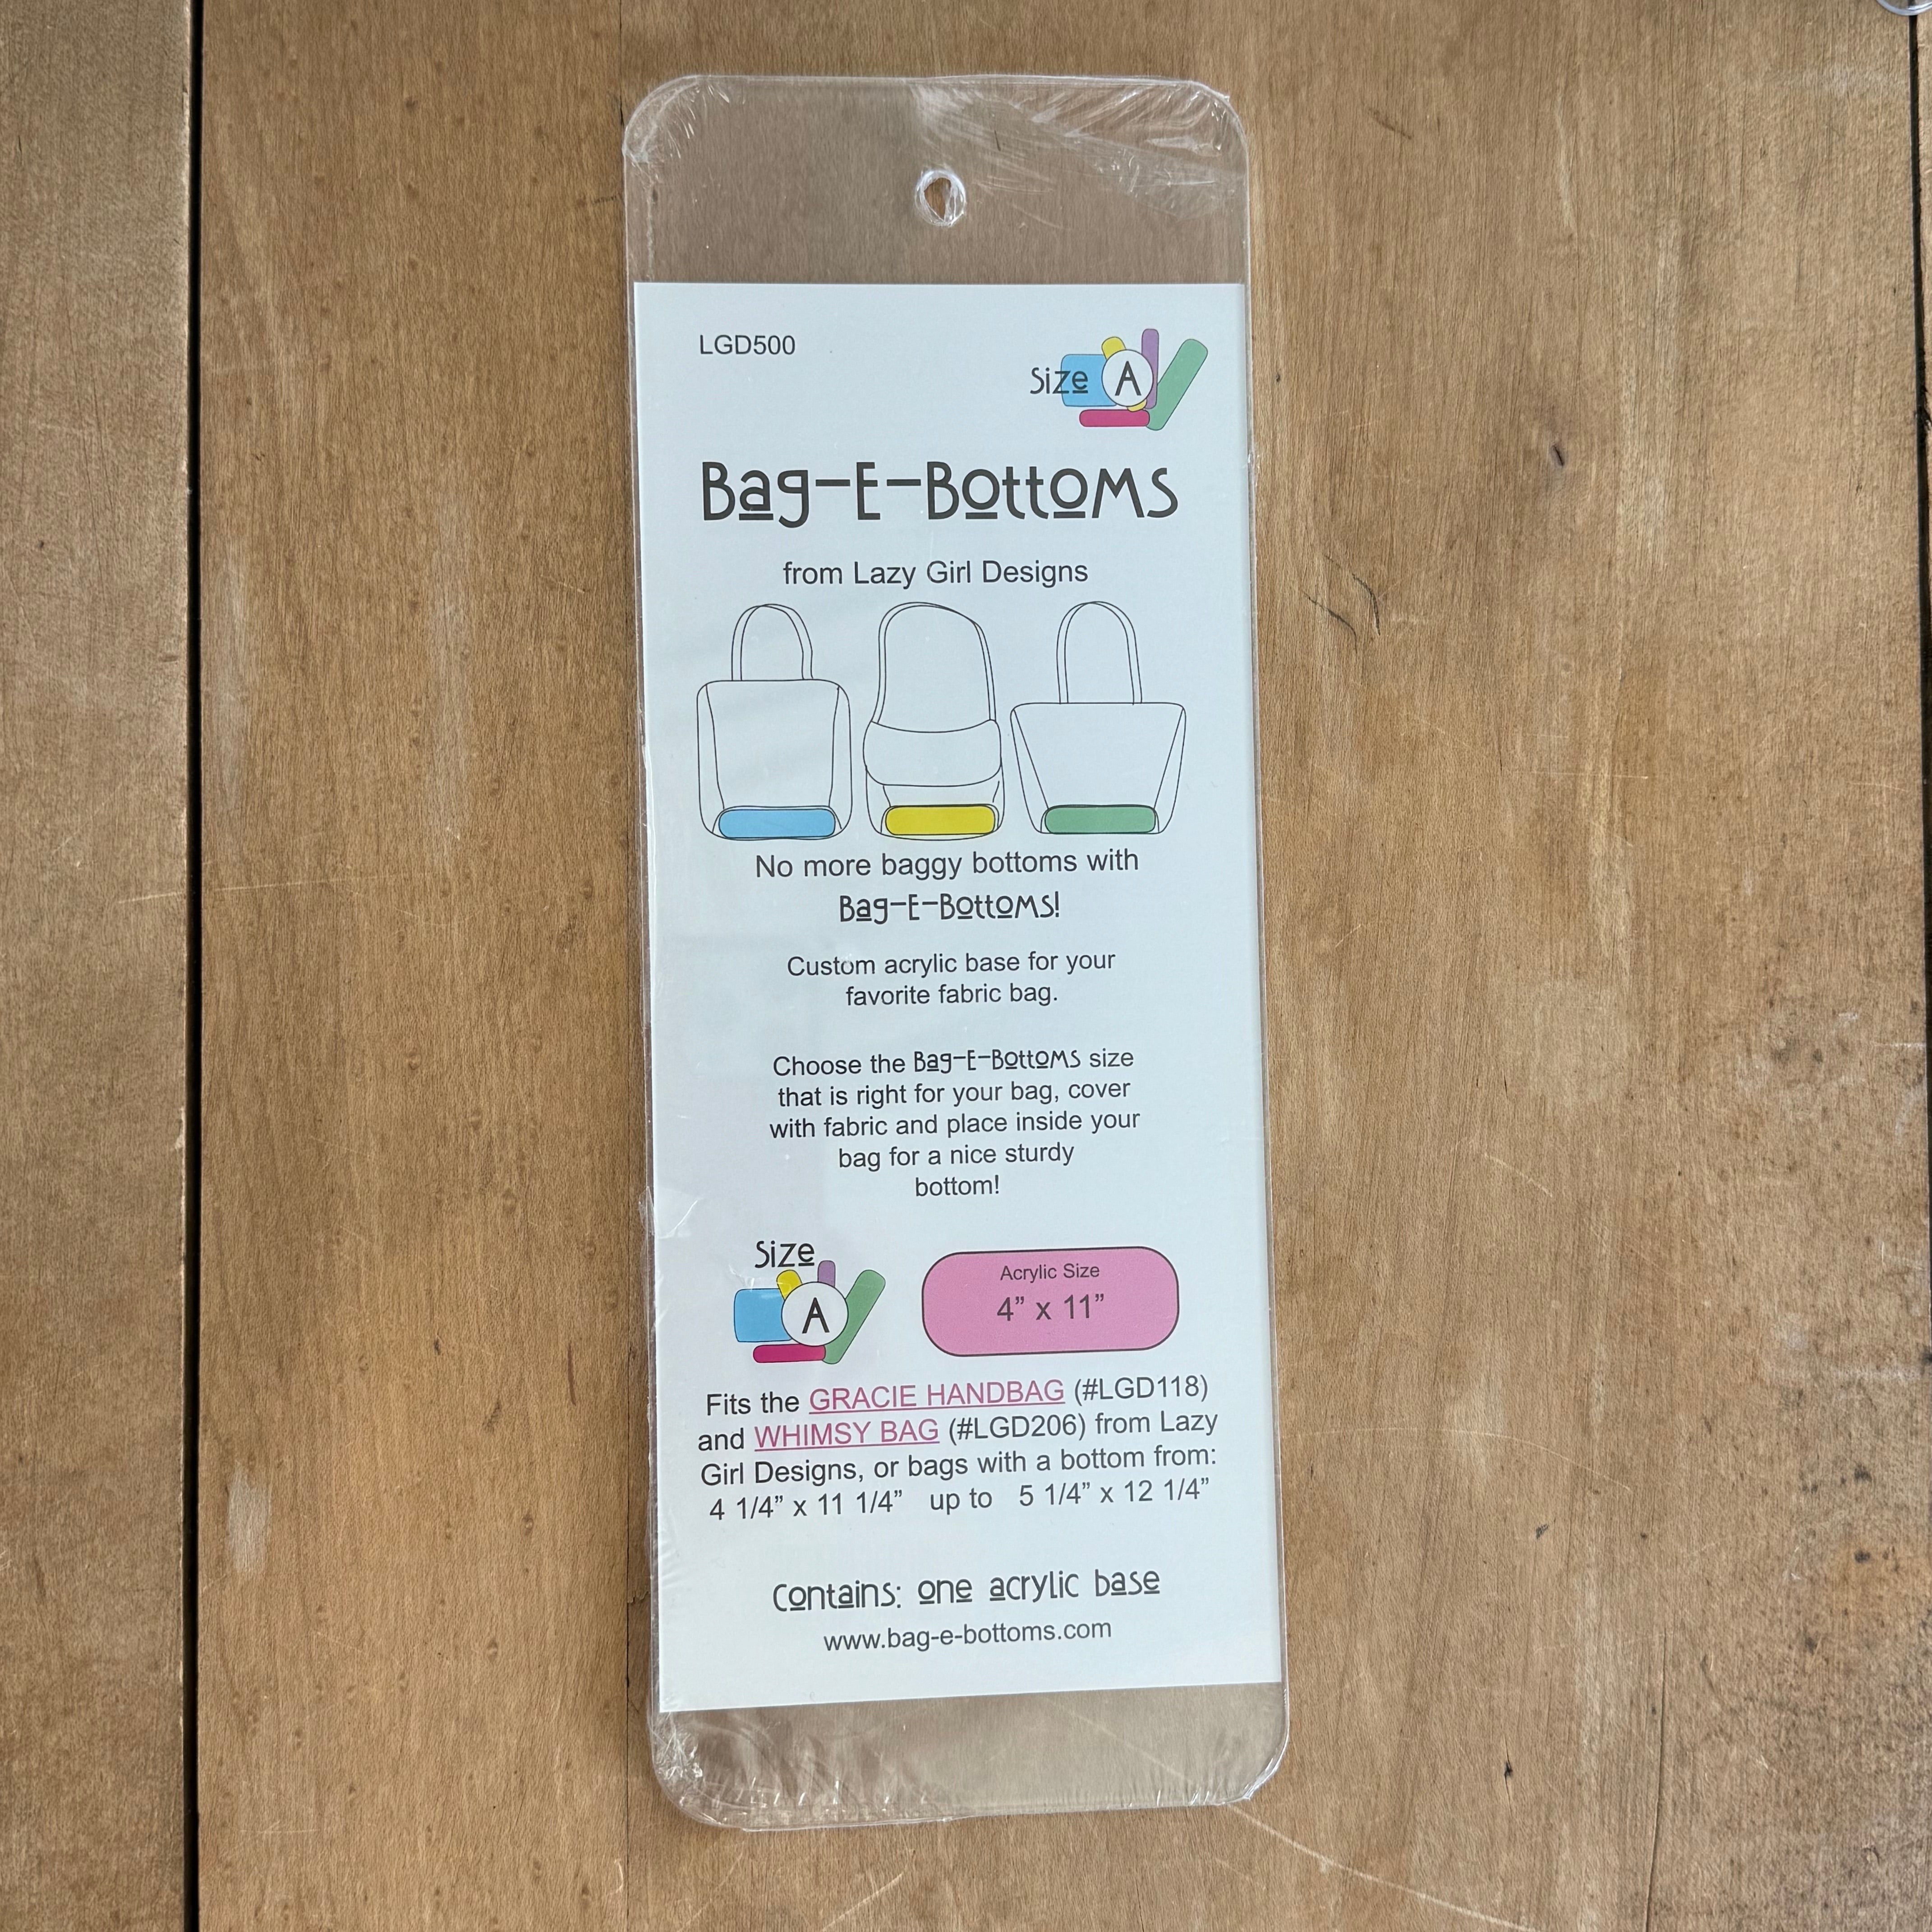 LGD500
Size A
Bag-E-Bottoms
from Lazy Girl Designs
No more baggy bottoms with
Bag-E-Bottoms!
Custom acrylic base for your
favorite fabric bag.
Choose the Bag-E-Bottoms size
that is right for your bag, cover
with fabric and place inside your
bag for a nice sturdy
bottom!
Size
A
Acrylic Size
4” x 11”
Fits the GRACIE HANDBAG (#LGD118)
and WHIMSY BAG (#LGD206) from Lazy
Girl Designs, or bags with a bottom from:
4 1/4” x 11 1/4” up to 5 1/4” x 12 1/4”
Contains: one acrylic base
www.bag-e-bottoms.com